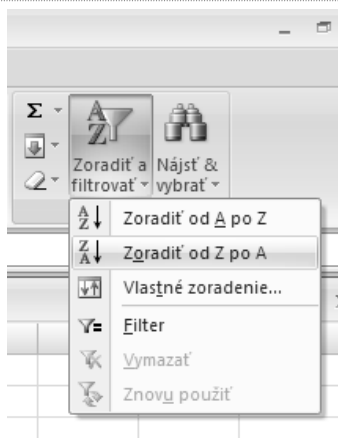 Σ
Zoradiť a
filtrovať
Nájsť &
vybrať
Zoradiť od A po Z
Zoradiť od Z po A
Vlastné zoradenie...
Filter
Vymazať
Znovu použiť